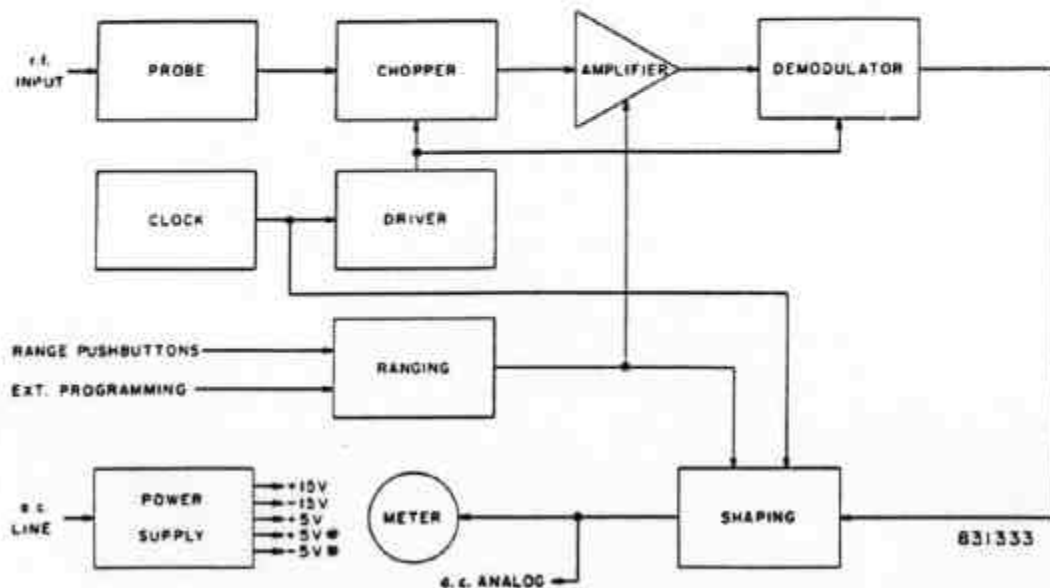 r.f.
INPUT
PROBE
CHOPPER
AMPLIFIER
DEMODULATOR
CLOCK
DRIVER
RANGE PUSHBUTTONS
EXT. PROGRAMMING
RANGING
a.c.
LINE
POWER
SUPPLY
+15V
-15V
+5V
+5V
-5V
METER
SHAPING
831333
d.c. ANALOG